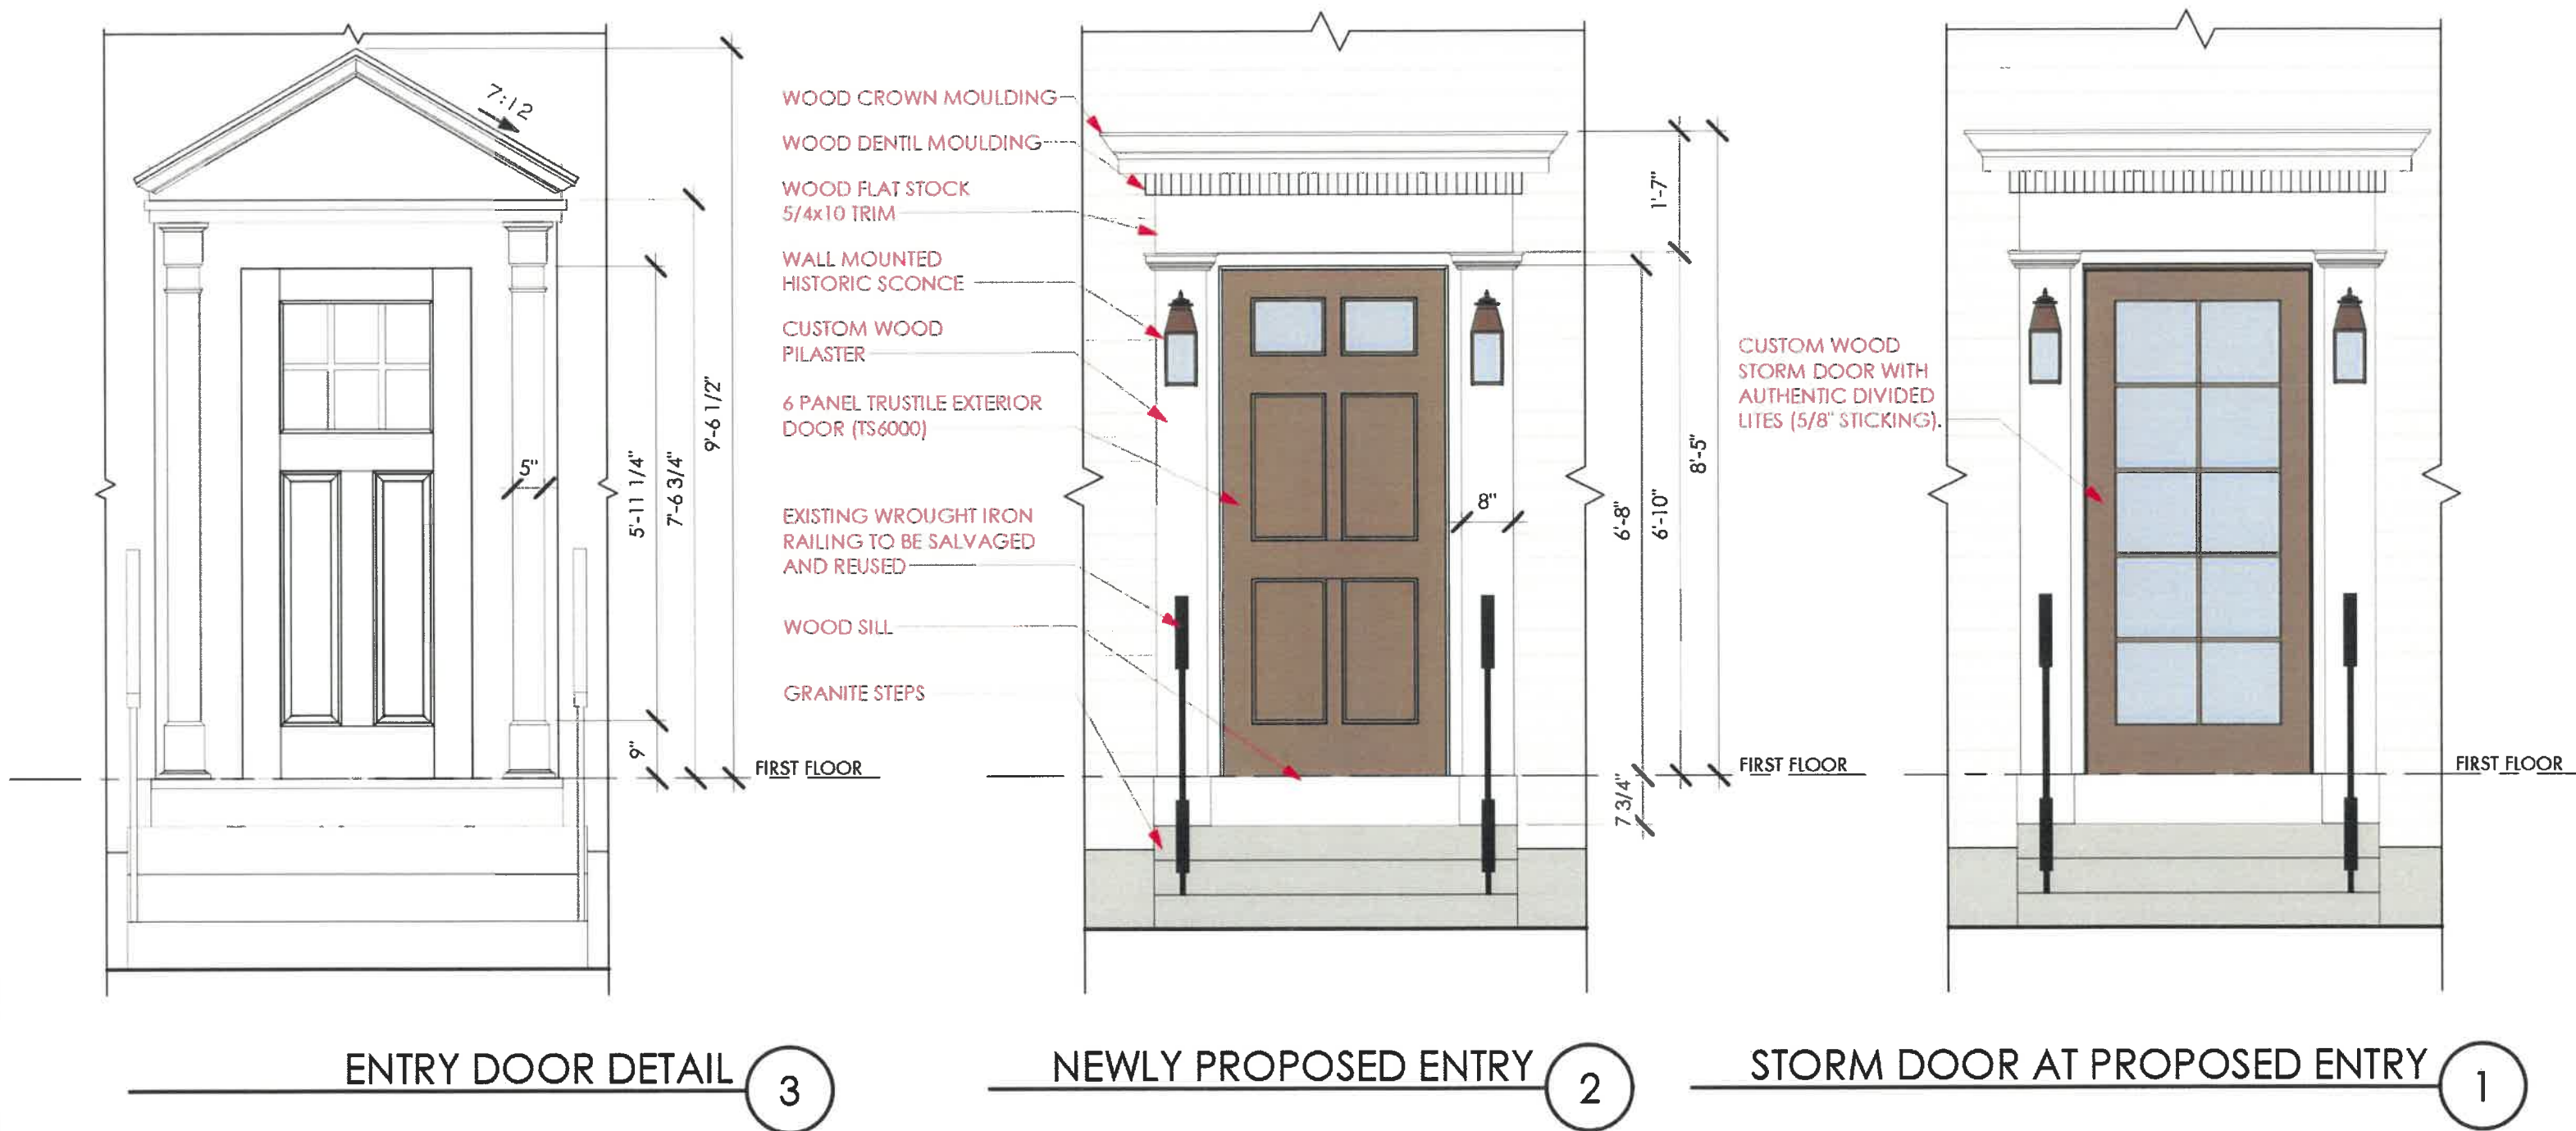 7:12
5"
9'-6 1/2"
7'-6 3/4"
5'-11 1/4"
9"
FIRST FLOOR
ENTRY DOOR DETAIL
3
WOOD CROWN MOULDING
WOOD DENTIL MOULDING
WOOD FLAT STOCK
5/4x10 TRIM
WALL MOUNTED
HISTORIC SCONCE
CUSTOM WOOD
PILASTER
6 PANEL TRUSTILE EXTERIOR
DOOR (TS6000)
EXISTING WROUGHT IRON
RAILING TO BE SALVAGED
AND REUSED
WOOD SILL
GRANITE STEPS
8"
1'-7"
8'-5"
6'-8"
6'-10"
7 3/4"
FIRST FLOOR
NEWLY PROPOSED ENTRY
2
CUSTOM WOOD
STORM DOOR WITH
AUTHENTIC DIVIDED
LITES (5/8" STICKING).
FIRST FLOOR
STORM DOOR AT PROPOSED ENTRY
1